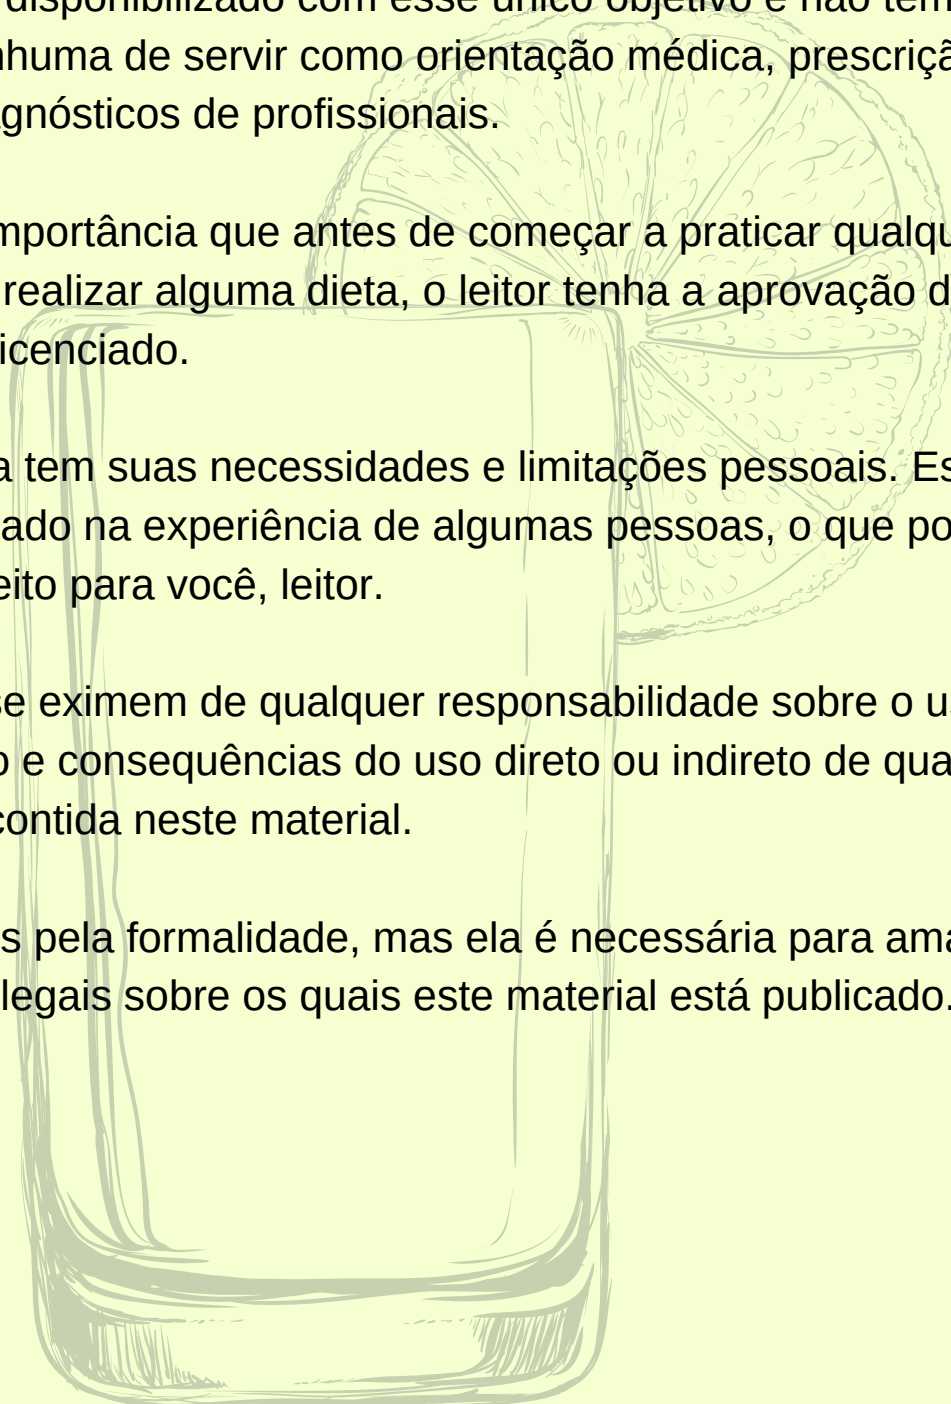 disponibilizado com esse único objetivo e não tem
nhuma de servir como orientação médica, prescriçã
gnósticos de profissionais.
mportância que antes de começar a praticar qualqu
realizar alguma dieta, o leitor tenha a aprovação d
icenciado.
a tem suas necessidades e limitações pessoais. Es
ado na experiência de algumas pessoas, o que po
eito para você, leitor.
se eximem de qualquer responsabilidade sobre o us
o e consequências do uso direto ou indireto de qua
contida neste material.
s pela formalidade, mas ela é necessária para ama
legais sobre os quais este material está publicado.